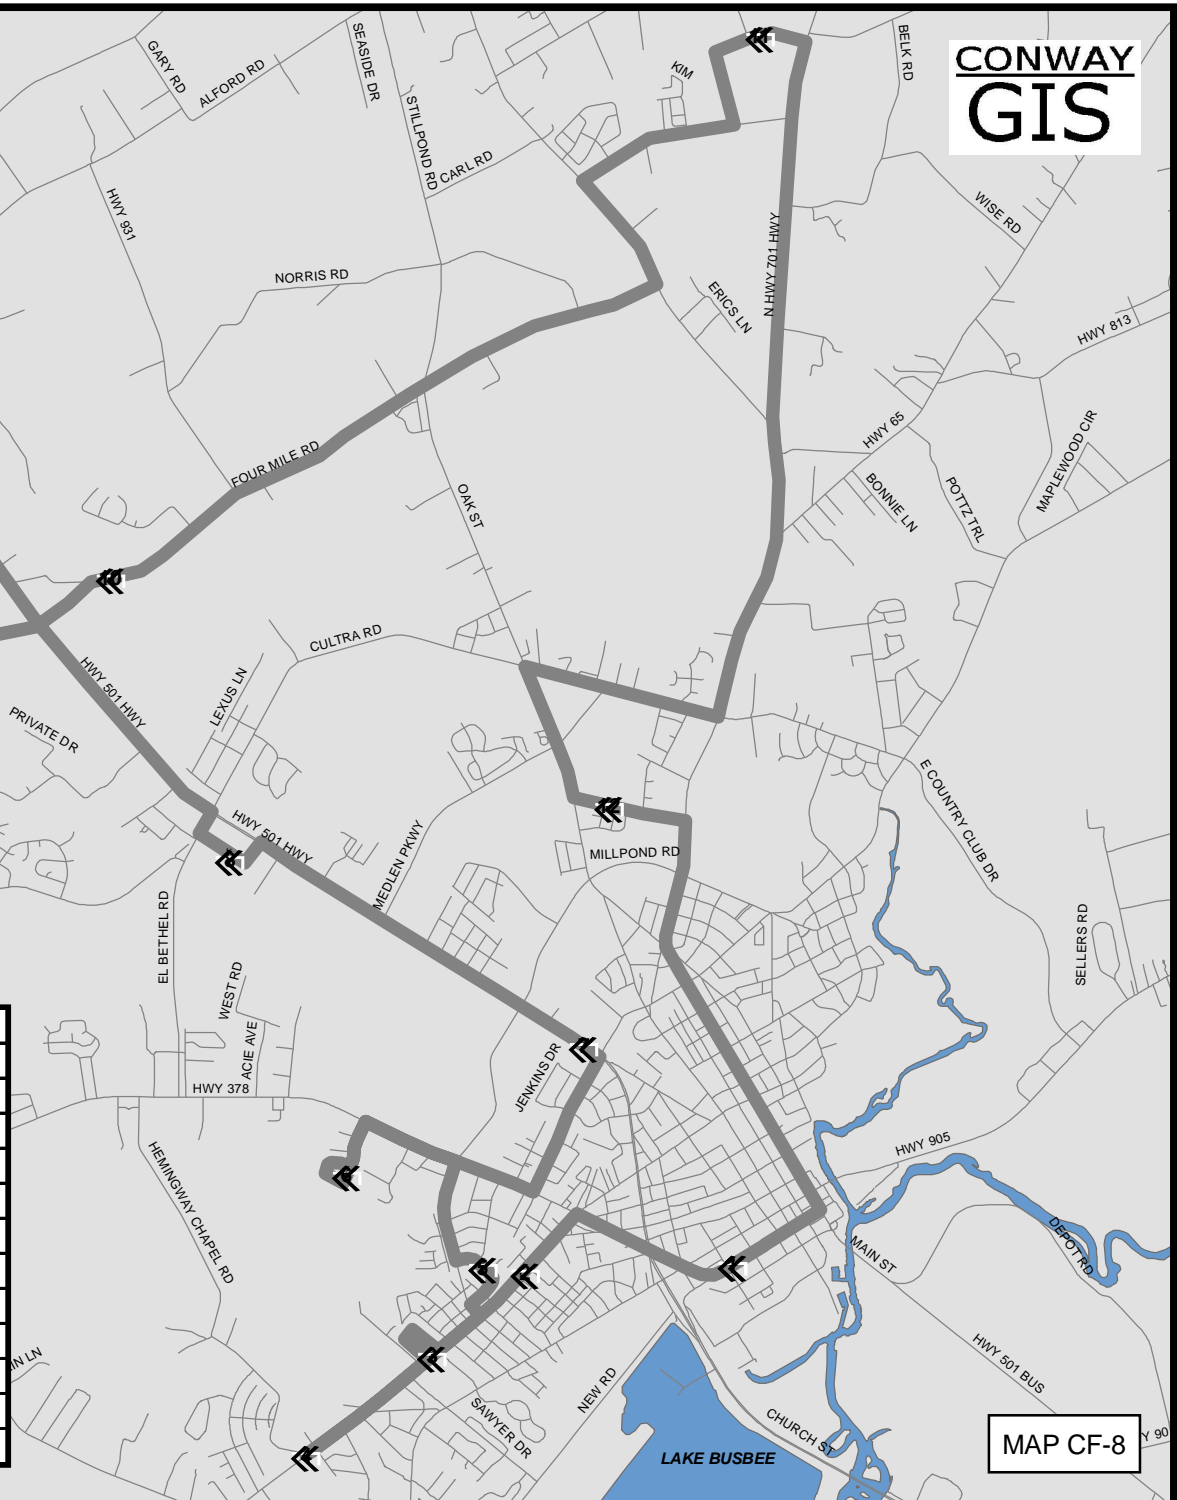 CONWAY
GIS
GARY RD
ALFORD RD
SEASIDE DR
STILLPOND RD
CARL RD
KIM
BELK RD
WISE RD
HWY 931
NORRIS RD
N HWY 701 HWY
ERICS LN
HWY 813
HWY 65
MAPLEWOOD CIR
BONNIE LN
POTTZ TRL
FOUR MILE RD
OAK ST
10
CULTRA RD
HWY 501 HWY
LEXUS LN
PRIVATE DR
HWY 501 HWY
12
E COUNTRY CLUB DR
MILLPOND RD
MEDLEN PKWY
EL BETHEL RD
WEST RD
ACIE AVE
SELLERS RD
JENKINS DR
HWY 378
HEMINGWAY CHAPEL RD
HWY 905
MAIN ST
DEPOT RD
HWY 501 BUS
NEW RD
SAWYER DR
CHURCH ST
LAKE BUSBEE
IN LN
Y 90
MAP CF-8